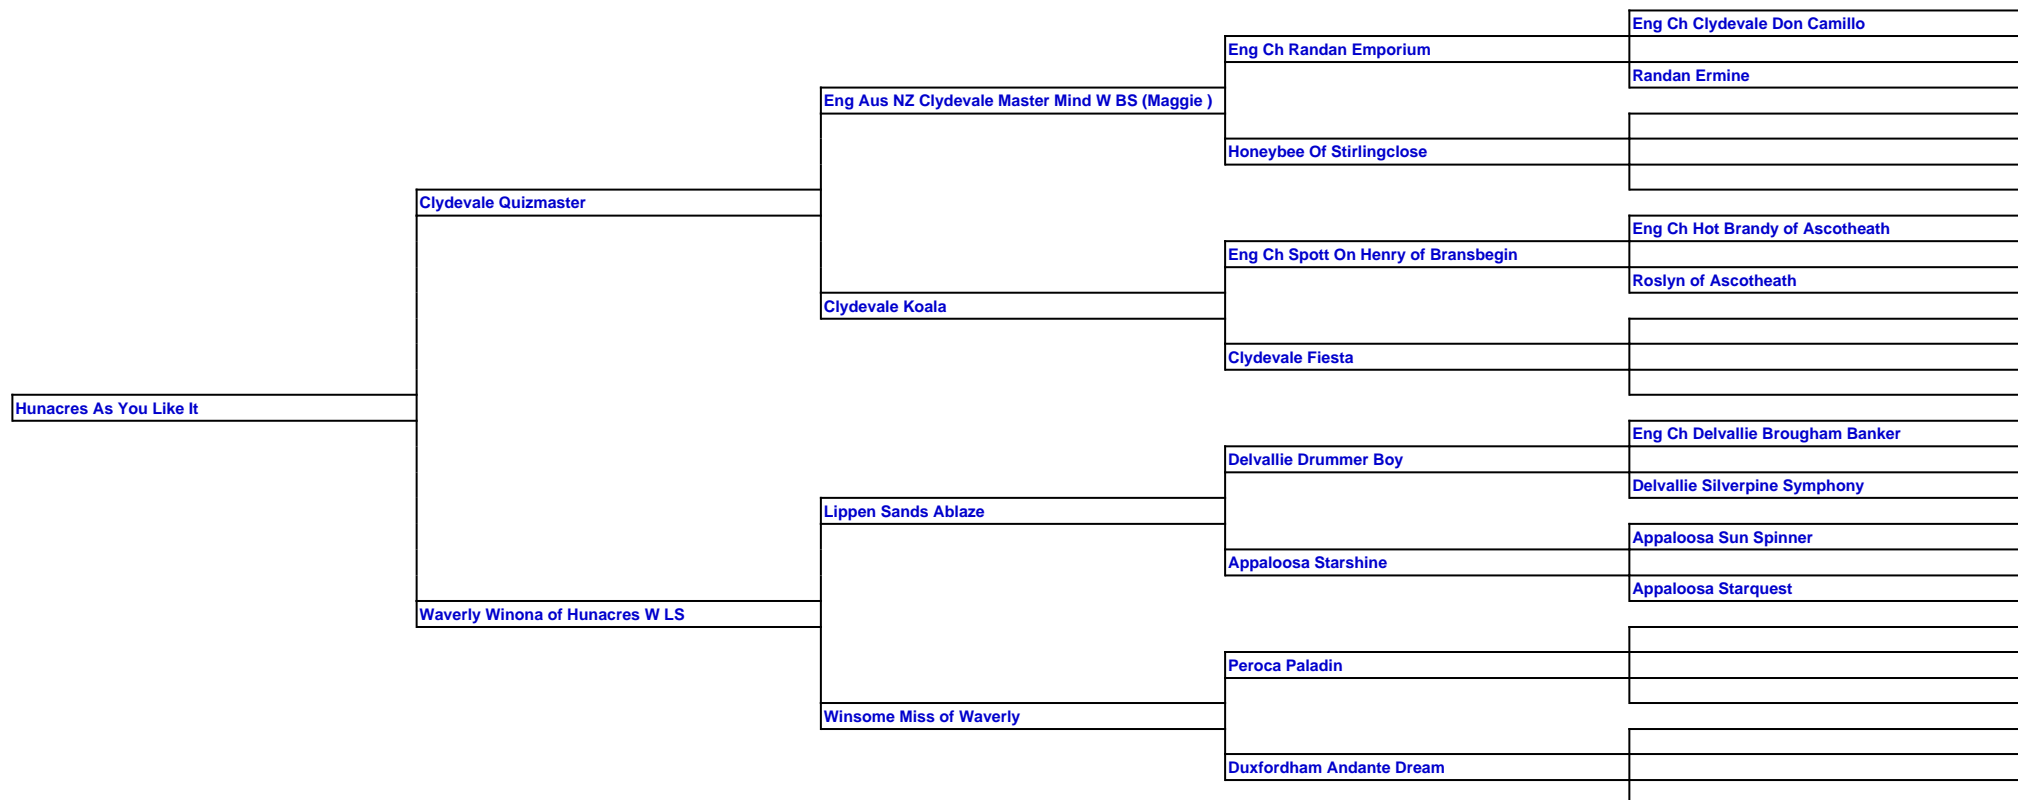 Eng Ch Clydevale Don Camillo
Eng Ch Randan Emporium
Randan Ermine
Eng Aus NZ Clydevale Master Mind W BS (Maggie )
Honeybee Of Stirlingclose
Clydevale Quizmaster
Eng Ch Hot Brandy of Ascotheath
Eng Ch Spott On Henry of Bransbegin
Roslyn of Ascotheath
Clydevale Koala
Clydevale Fiesta
Hunacres As You Like It
Eng Ch Delvallie Brougham Banker
Delvallie Drummer Boy
Delvallie Silverpine Symphony
Lippen Sands Ablaze
Appaloosa Sun Spinner
Appaloosa Starshine
Appaloosa Starquest
Waverly Winona of Hunacres W LS
Peroca Paladin
Winsome Miss of Waverly
Duxfordham Andante Dream